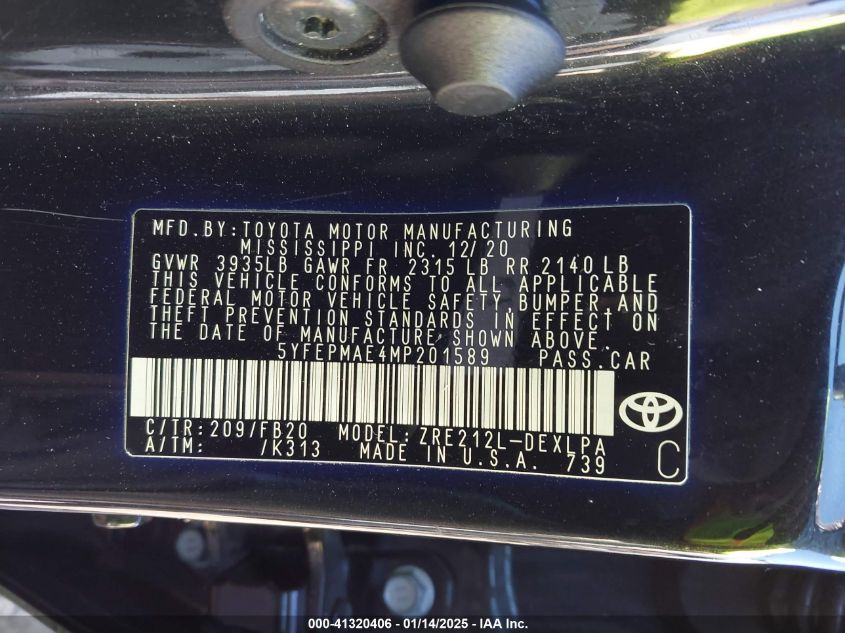 MFD.BY:TOYOTA MOTOR MANUFACTURING
MISSISSIPPI INC. 12/20
GVWR 3935LB GAWR FR 2315 LB RR 2140 LB
THIS VEHICLE CONFORMS TO ALL APPLICABLE
FEDERAL MOTOR VEHICLE SAFETY, BUMPER AND
THEFT PREVENTION STANDARDS IN EFFECT ON
THE DATE OF MANUFACTURE SHOWN ABOVE.
5YFEPMAE4MP201589 PASS.CAR
C/TR:209/FB20 MODEL:ZRE212L-DEXLPA
A/TM: /K313 MADE IN U.S.A. 739
C
000-41320406 - 01/14/2025 - IAA Inc.